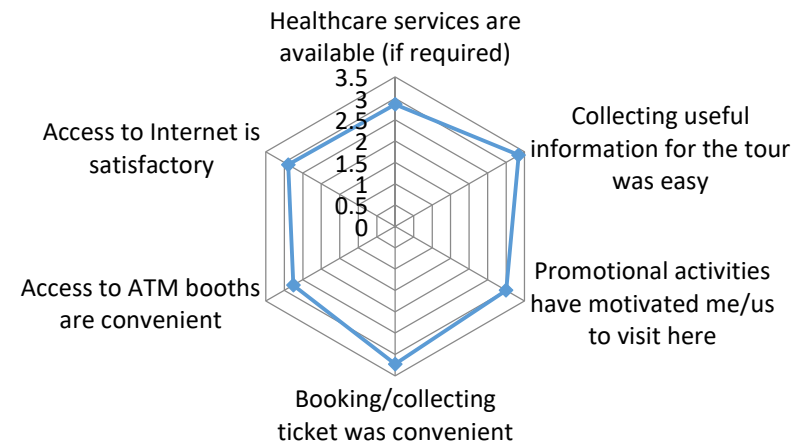 Healthcare services are
available (if required)
3.5
3
2.5
2
1.5
1
0.5
0
Collecting useful
information for the tour
was easy
Promotional activities
have motivated me/us
to visit here
Booking/collecting
ticket was convenient
Access to ATM booths
are convenient
Access to Internet is
satisfactory